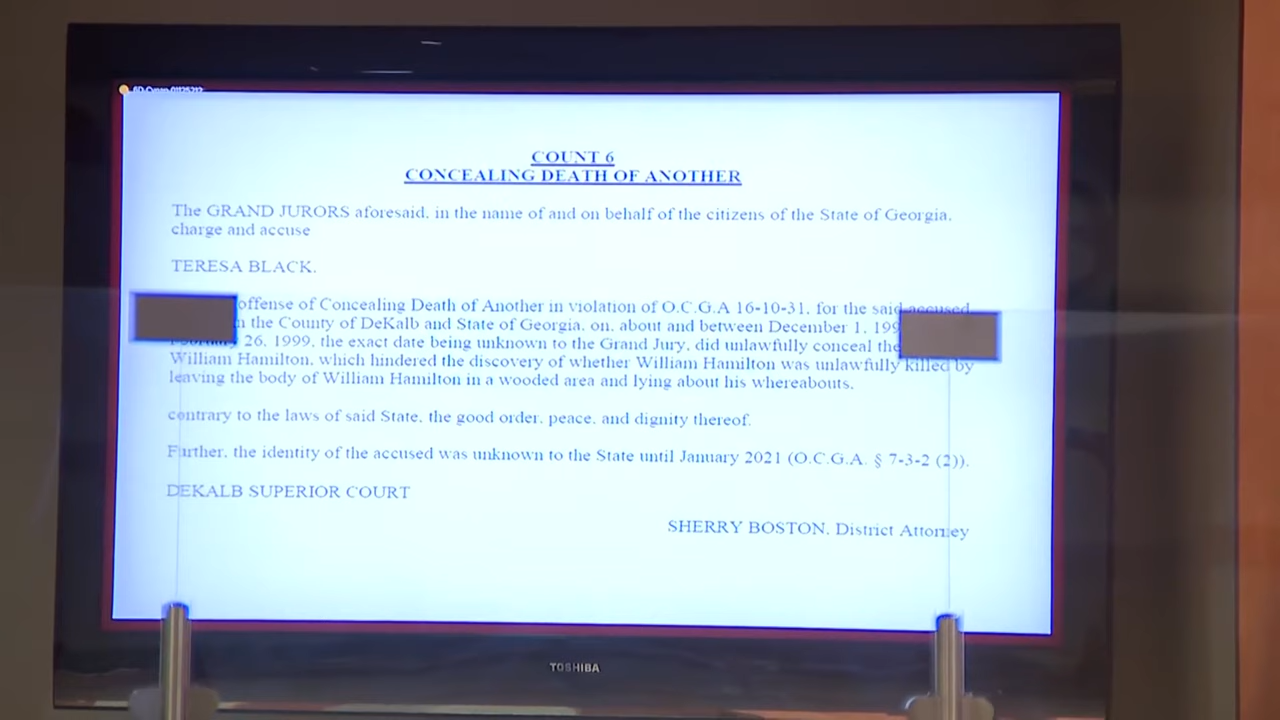 COUNT 6
CONCEALING DEATH OF ANOTHER
The GRAND JURORS aforesaid, in the name of and on behalf of the citizens of the State of Georgia,
charge and accuse
TERESA BLACK,
offense of Concealing Death of Another in violation of O.C.G.A 16-10-31, for the said accused,
the County of DeKalb and State of Georgia, on, about and between December 1, 199
February 26, 1999, the exact date being unknown to the Grand Jury, did unlawfully conceal the
William Hamilton, which hindered the discovery of whether William Hamilton was unlawfully killed by
leaving the body of William Hamilton in a wooded area and lying about his whereabouts,
contrary to the laws of said State, the good order, peace, and dignity thereof.
Further, the identity of the accused was unknown to the State until January 2021 (O.C.G.A. § 7-3-2 (2)).
DEKALB SUPERIOR COURT
SHERRY BOSTON, District Attorney
TOSHIBA